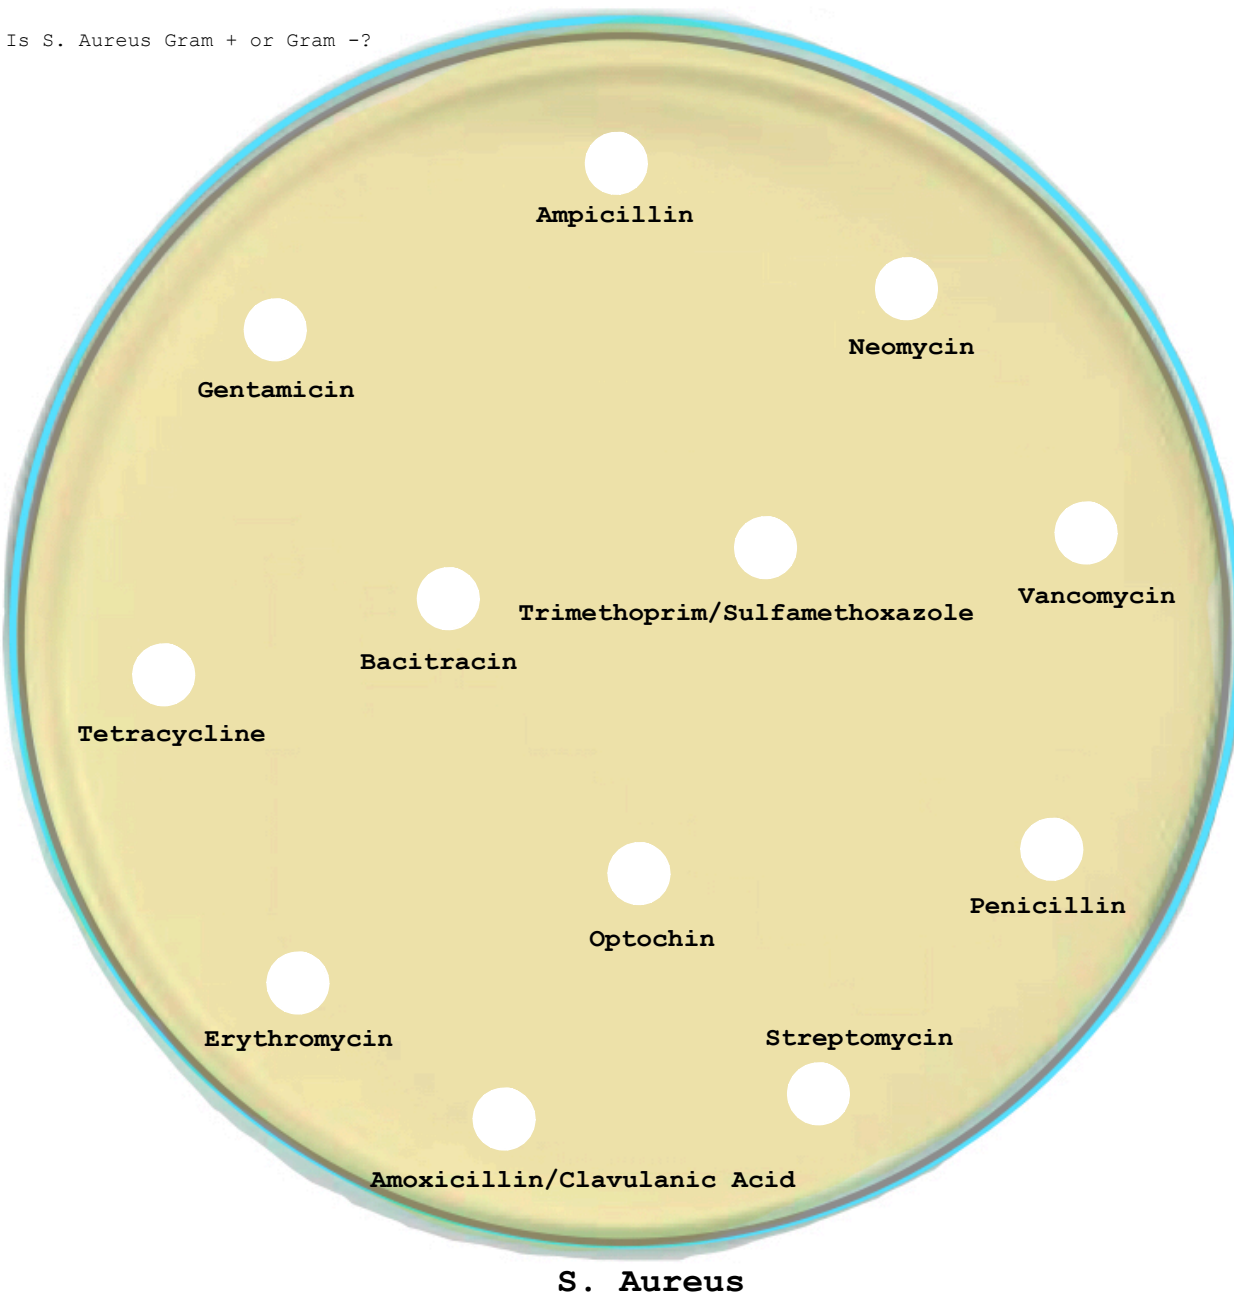 Is S. Aureus Gram + or Gram -?
Ampicillin
Neomycin
Gentamicin
Vancomycin
Trimethoprim/Sulfamethoxazole
Bacitracin
Tetracycline
Penicillin
Optochin
Erythromycin
Streptomycin
Amoxicillin/Clavulanic Acid
S. Aureus